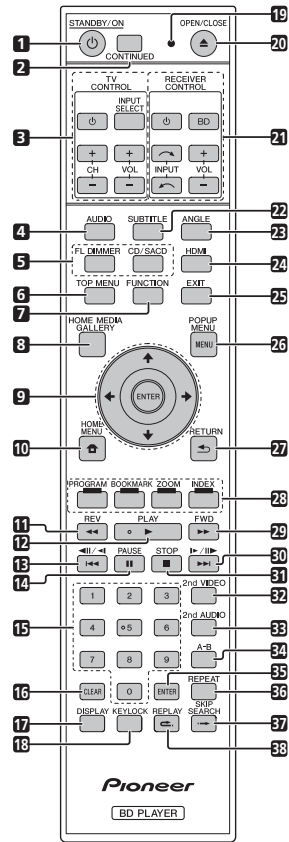 STANDBY/ON
19
OPEN/CLOSE
1
20
2
CONTINUED
TV CONTROL
RECEIVER CONTROL
INPUT SELECT
BD
3
21
+ + +
CH VOL INPUT VOL
– – –
22
AUDIO SUBTITLE ANGLE
4
23
5
FL DIMMER CD/SACD HDMI
24
6
TOP MENU FUNCTION EXIT
25
7
HOME MEDIA GALLERY
POPUP MENU
8
MENU
26
9
ENTER
HOME MENU
RETURN
10
27
PROGRAM BOOKMARK ZOOM INDEX
28
11
REV PLAY FWD
12
29
13
PAUSE STOP
30
14
31
2nd VIDEO
1 2 3
32
15
2nd AUDIO
4 5 6
33
A-B
7 8 9
34
35
16
CLEAR 0 ENTER
REPEAT
36
17
DISPLAY KEYLOCK REPLAY
SKIP SEARCH
37
18
38
Pioneer
BD PLAYER